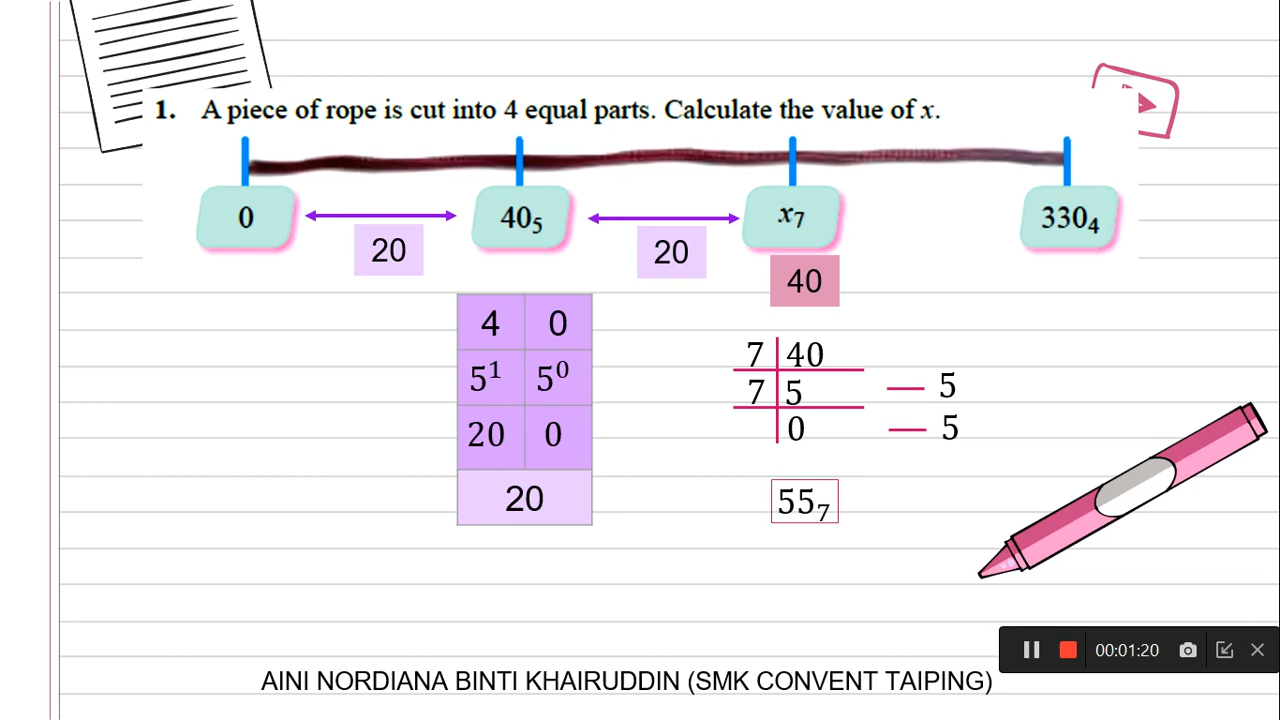 1. A piece of rope is cut into 4 equal parts. Calculate the value of x.
0 40₅ x₇ 330₄
20 20
40
4 0
5¹ 5⁰
20 0
20
7 40
7 5 — 5
0 — 5
55₇
00:01:20
AINI NORDIANA BINTI KHAIRUDDIN (SMK CONVENT TAIPING)